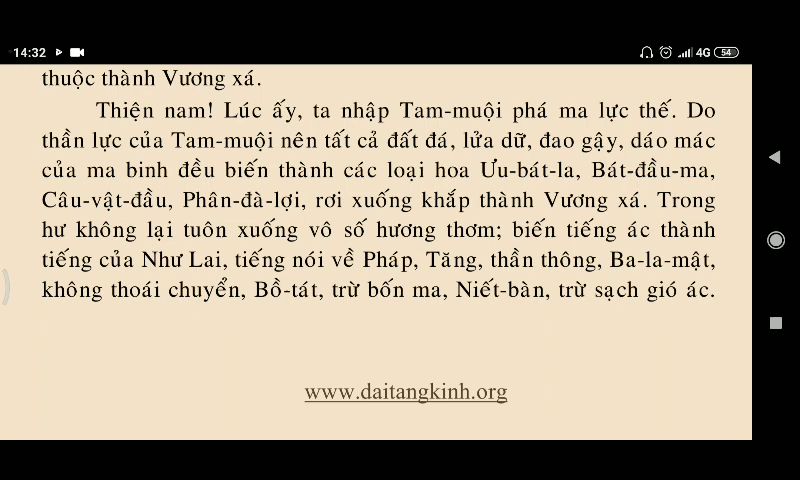 14:32
4G 54
thuộc thành Vương xá.
Thiện nam! Lúc ấy, ta nhập Tam-muội phá ma lực thế. Do
thần lực của Tam-muội nên tất cả đất đá, lửa dữ, đao gậy, dáo mác
của ma binh đều biến thành các loại hoa Ưu-bát-la, Bát-đầu-ma,
Câu-vật-đầu, Phân-đà-lợi, rơi xuống khắp thành Vương xá. Trong
hư không lại tuôn xuống vô số hương thơm; biến tiếng ác thành
tiếng của Như Lai, tiếng nói về Pháp, Tăng, thần thông, Ba-la-mật,
không thoái chuyển, Bồ-tát, trừ bốn ma, Niết-bàn, trừ sạch gió ác.
www.daitangkinh.org